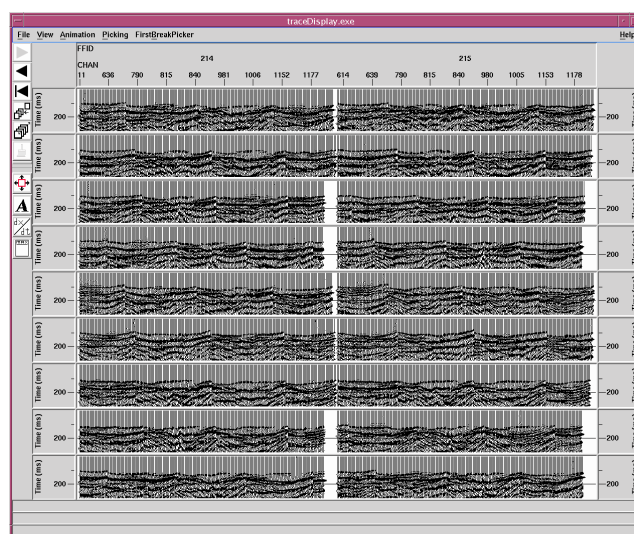 traceDisplay.exe
File View Animation Picking FirstBreakPicker Help
FFID
214 215
CHAN
11 636 790 815 840 981 1006 1152 1177 614 639 790 815 840 980 1005 1153 1178
Time (ms) 200 200
Time (ms) 200 200
Time (ms) 200 200
A
dx/dt
Time (ms) 200 200
Time (ms) 200 200
Time (ms) 200 200
Time (ms) 200 200
Time (ms) 200 200
Time (ms) 200 200